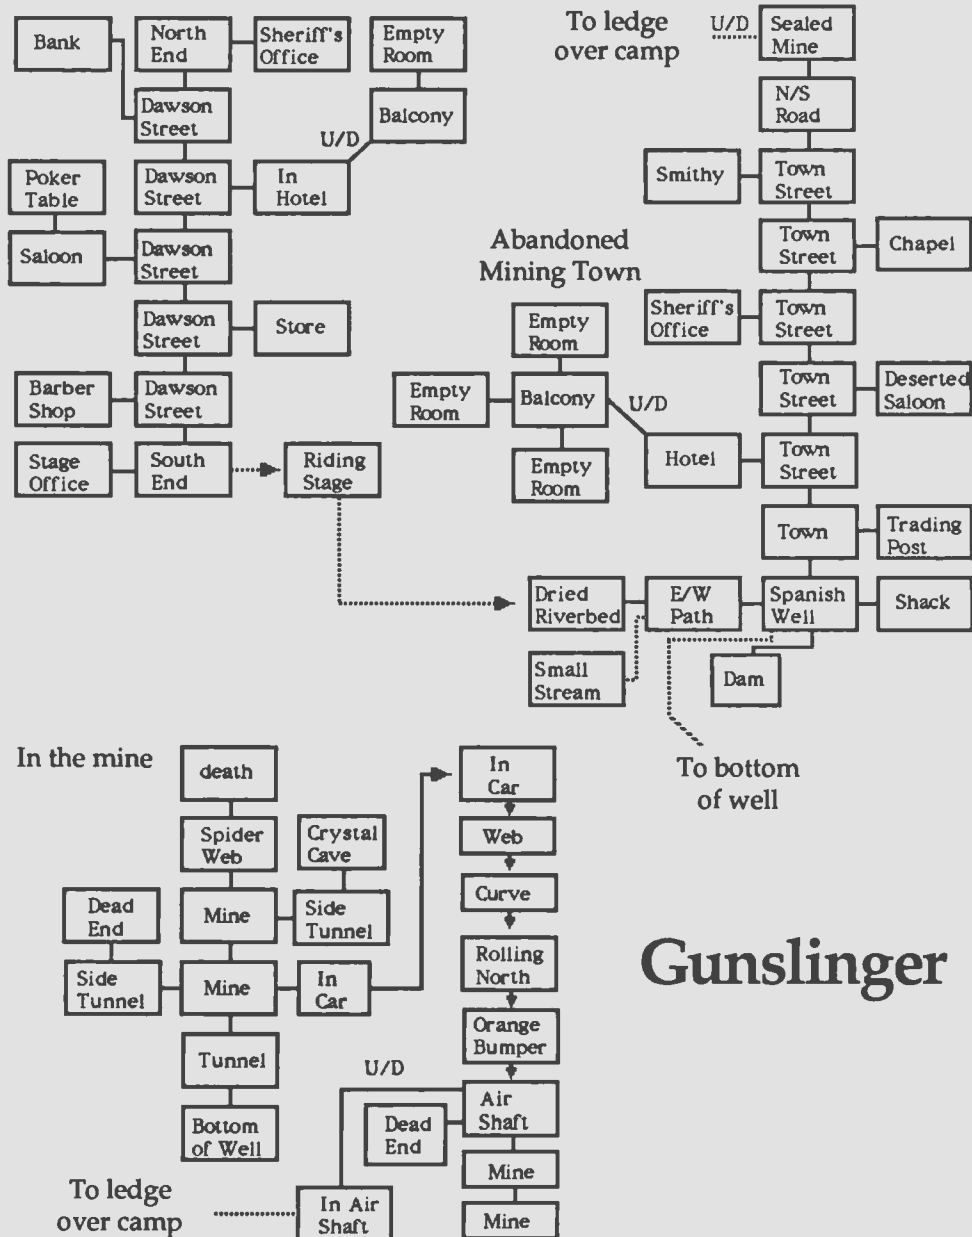 Bank
North
End
Sheriff's
Office
Empty
Room
Dawson
Street
Balcony
U/D
Poker
Table
Dawson
Street
In
Hotel
Saloon
Dawson
Street
Dawson
Street
Store
Barber
Shop
Dawson
Street
Stage
Office
South
End
Riding
Stage
To ledge
over camp
U/D
Sealed
Mine
N/S
Road
Smithy
Town
Street
Abandoned
Mining Town
Town
Street
Chapel
Sheriff's
Office
Town
Street
Empty
Room
Town
Street
Deserted
Saloon
Empty
Room
Balcony
U/D
Empty
Room
Hotel
Town
Street
Town
Trading
Post
Dried
Riverbed
E/W
Path
Spanish
Well
Shack
Small
Stream
Dam
To bottom
of well
In the mine
death
Spider
Web
Crystal
Cave
Dead
End
Mine
Side
Tunnel
Side
Tunnel
Mine
In
Car
Tunnel
Bottom
of Well
In
Car
Web
Curve
Rolling
North
Orange
Bumper
U/D
Air
Shaft
Dead
End
Mine
Mine
To ledge
over camp
In Air
Shaft
Gunslinger